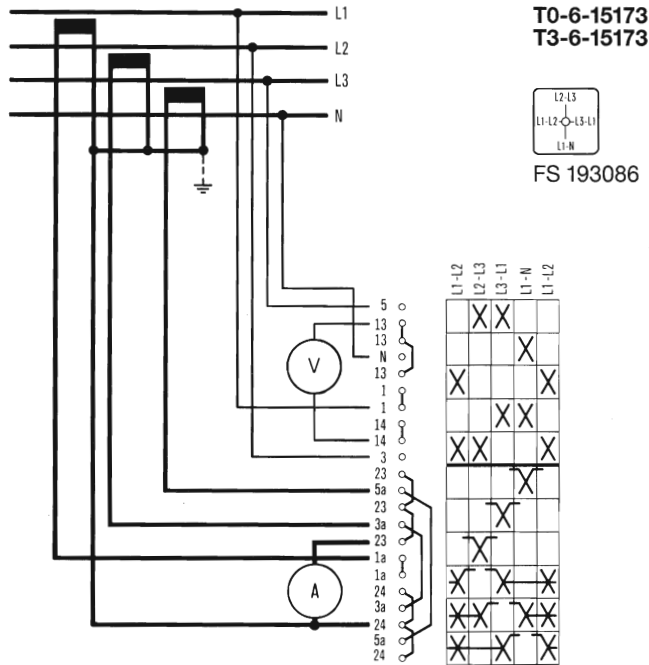 L1
L2
L3
N
T0-6-15173
T3-6-15173
L2-L3
L1-L2 L3-L1
L1-N
FS 193086
L1-L2
L2-L3
L3-L1
L1-N
L1-L2
5
13
13
N
13
1
1
14
14
3
23
5a
23
3a
23
1a
1a
24
3a
24
5a
24
V
A